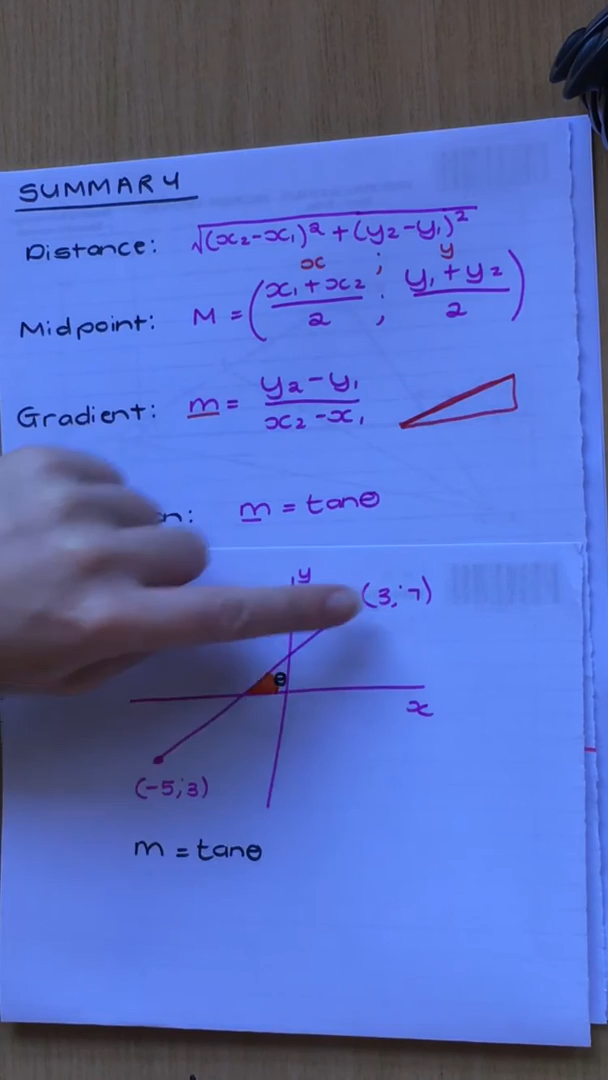 SUMMARY
Distance: √(x₂-x₁)² + (y₂-y₁)²
x ; y
Midpoint: M = (x₁+x₂/2 ; y₁+y₂/2)
Gradient: m = y₂-y₁/x₂-x₁
n: m = tanθ
y
(3;7)
θ
x
(-5;3)
m = tanθ